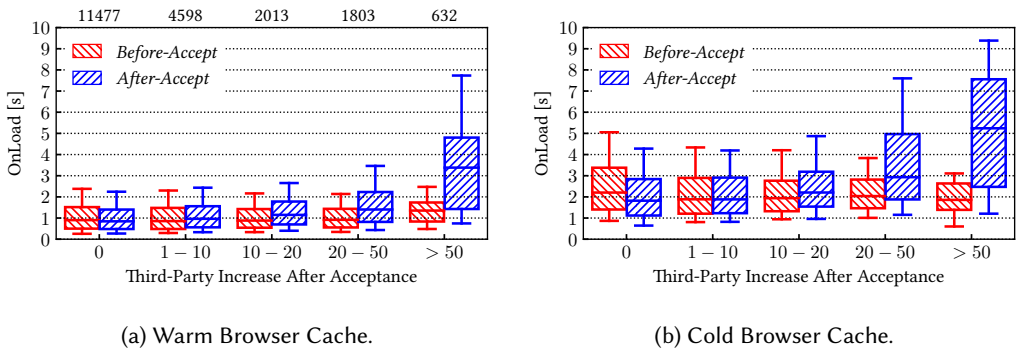 11477 4598 2013 1803 632
10
9
8
7
6
5
4
3
2
1
0
OnLoad [s]
Before-Accept
After-Accept
0 1 − 10 10 − 20 20 − 50 > 50
Third-Party Increase After Acceptance
(a) Warm Browser Cache.
10
9
8
7
6
5
4
3
2
1
0
OnLoad [s]
Before-Accept
After-Accept
0 1 − 10 10 − 20 20 − 50 > 50
Third-Party Increase After Acceptance
(b) Cold Browser Cache.